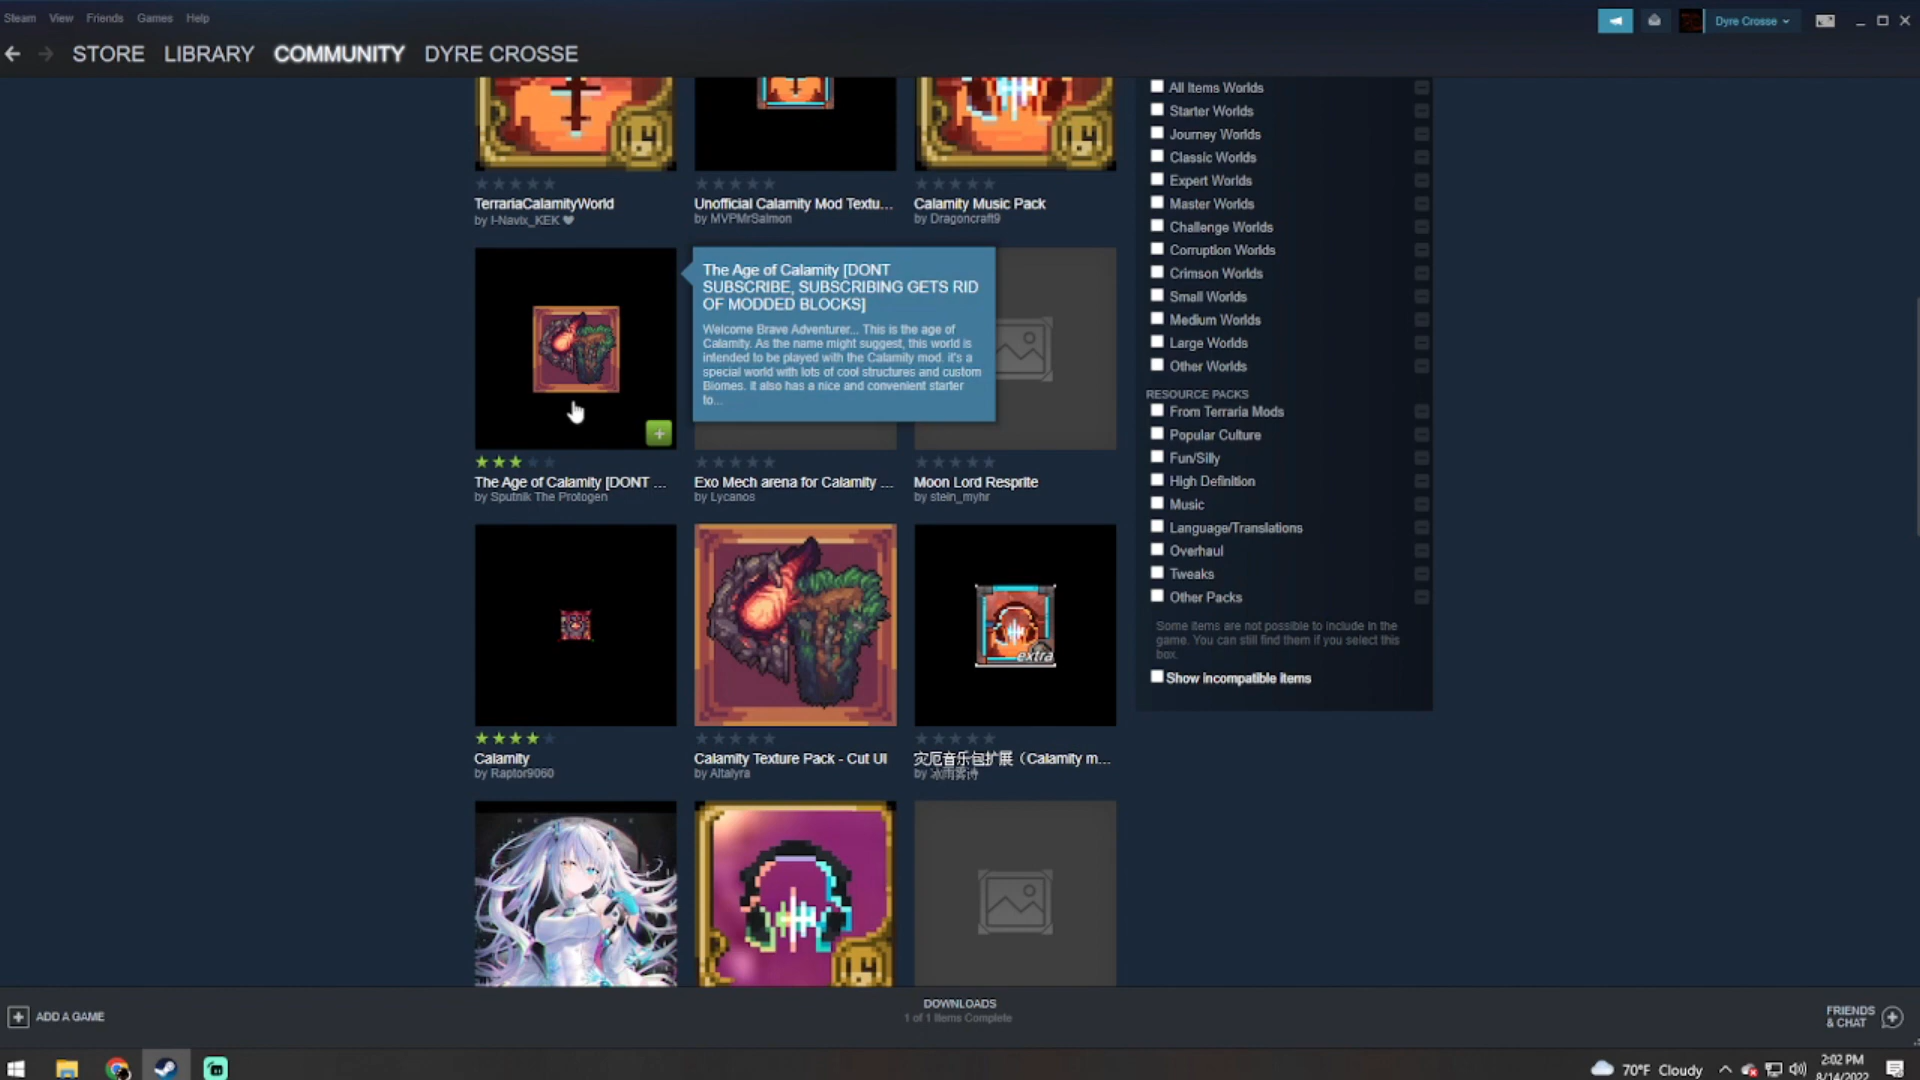 Steam View Friends Games Help
Dyre Crosse
STORE LIBRARY COMMUNITY DYRE CROSSE
TerrariaCalamityWorld
by I-Navix_KEK ❤
Unofficial Calamity Mod Textu...
by MVPMrSalmon
Calamity Music Pack
by Dragoncraft9
The Age of Calamity [DONT
SUBSCRIBE, SUBSCRIBING GETS RID
OF MODDED BLOCKS]
Welcome Brave Adventurer... This is the age of
Calamity. As the name might suggest, this world is
intended to be played with the Calamity mod. it's a
special world with lots of cool structures and custom
Biomes. it also has a nice and convenient starter
to...
The Age of Calamity [DONT ...
by Sputnik The Protogen
Exo Mech arena for Calamity ...
by Lycanos
Moon Lord Resprite
by stein_myhr
extra
Calamity
by Raptor9060
Calamity Texture Pack - Cut UI
by Altalyra
灾厄音乐包扩展（Calamity m...
by 冰雨雾诗
All Items Worlds
Starter Worlds
Journey Worlds
Classic Worlds
Expert Worlds
Master Worlds
Challenge Worlds
Corruption Worlds
Crimson Worlds
Small Worlds
Medium Worlds
Large Worlds
Other Worlds
RESOURCE PACKS
From Terraria Mods
Popular Culture
Fun/Silly
High Definition
Music
Language/Translations
Overhaul
Tweaks
Other Packs
Some items are not possible to include in the
game. You can still find them if you select this
box.
Show incompatible items
ADD A GAME
DOWNLOADS
1 of 1 Items Complete
FRIENDS
& CHAT
70°F Cloudy
2:02 PM
8/14/2022